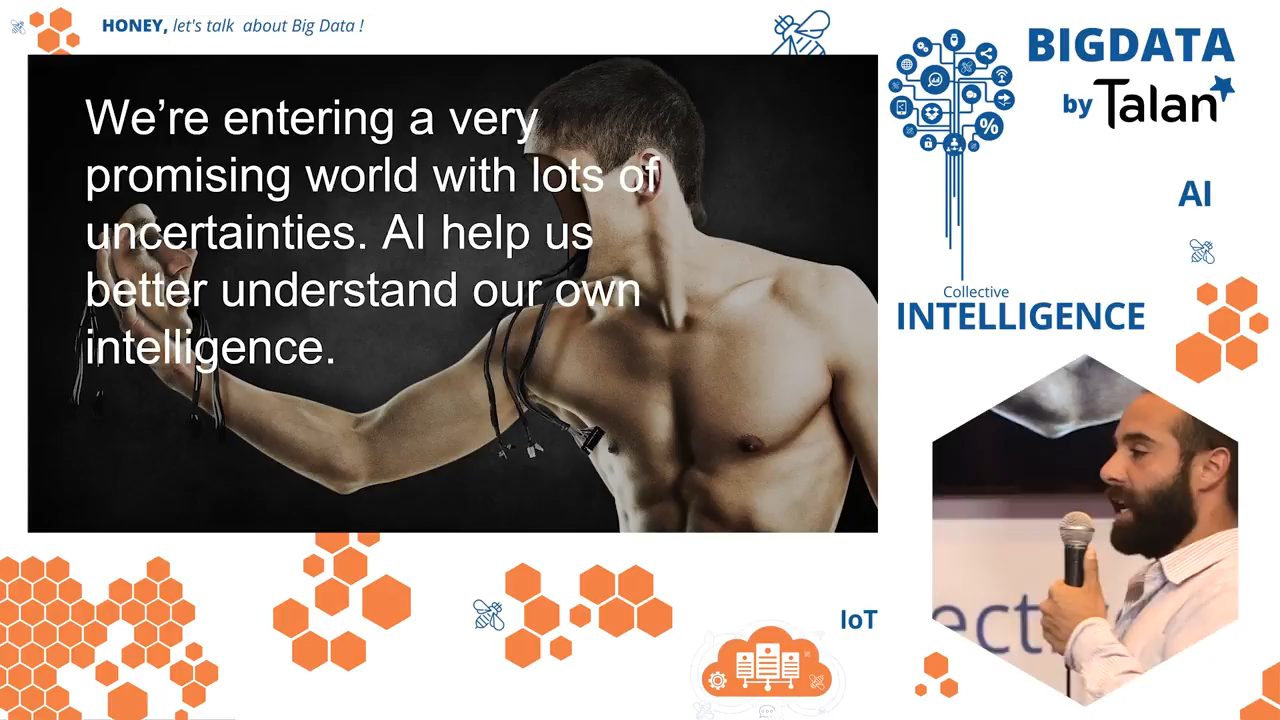 HONEY, let's talk about Big Data !
We’re entering a very
promising world with lots of
uncertainties. AI help us
better understand our own
intelligence.
BIGDATA
by Talan
%
AI
Collective
INTELLIGENCE
ect
IoT